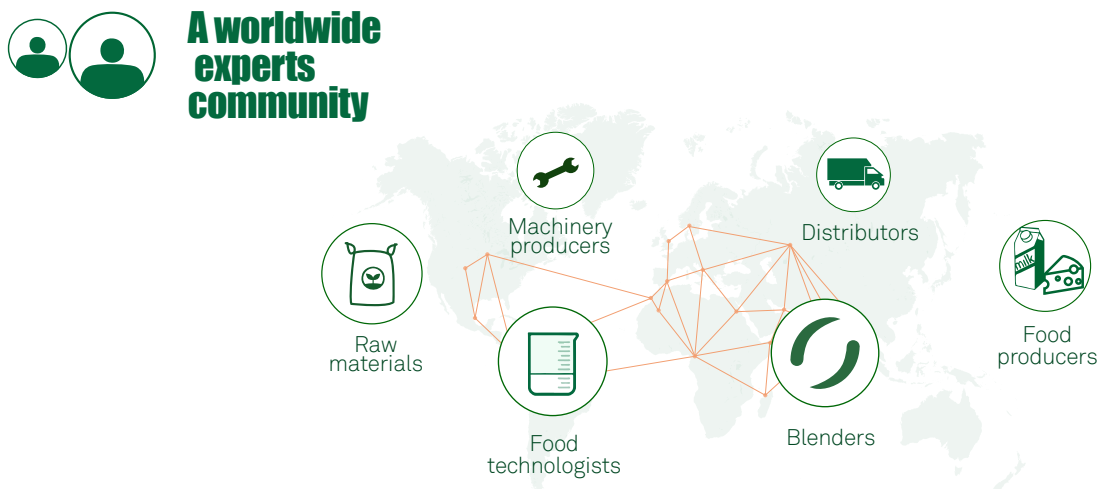 A worldwide
experts
community
Machinery
producers
Distributors
milk
Raw
materials
Food
producers
Food
technologists
Blenders